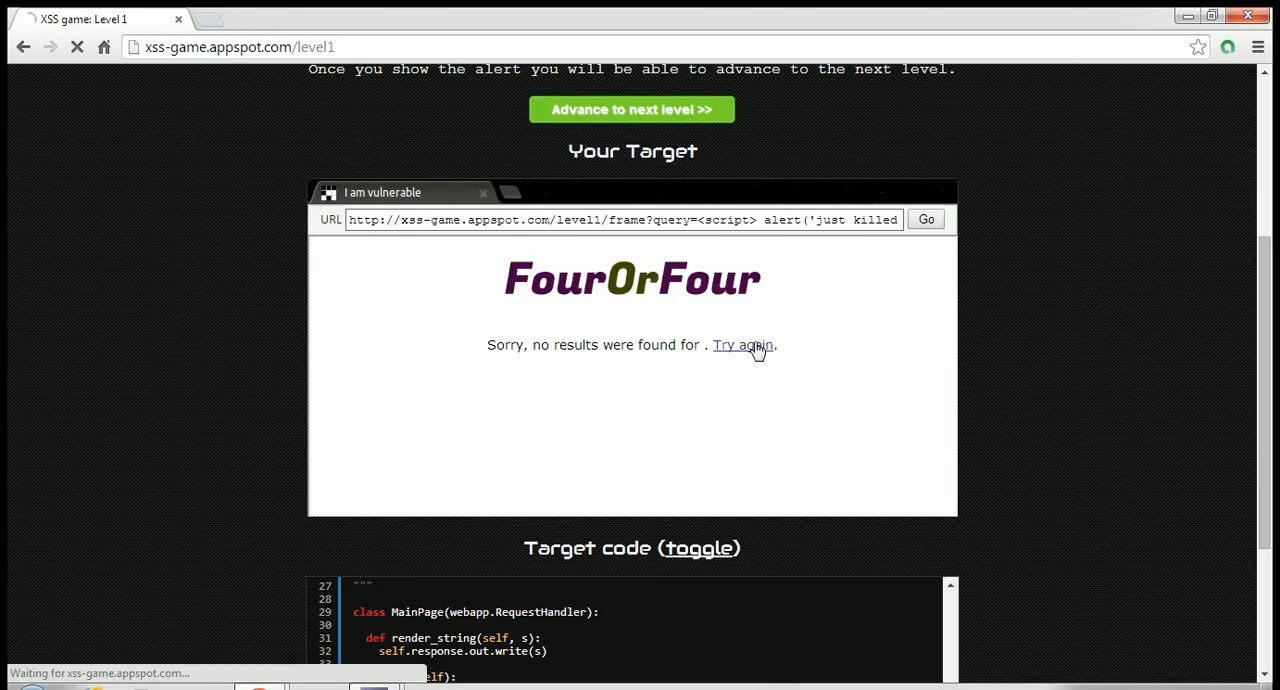 XSS game: Level 1
xss-game.appspot.com/level1
Once you show the alert you will be able to advance to the next level.
Advance to next level >>
Your Target
I am vulnerable
URL http://xss-game.appspot.com/level1/frame?query=<script> alert('just killed Go
FourOrFour
Sorry, no results were found for . Try again.
Target code (toggle)
27 """
28
29 class MainPage(webapp.RequestHandler):
30
31 def render_string(self, s):
32 self.response.out.write(s)
33
elf):
Waiting for xss-game.appspot.com...